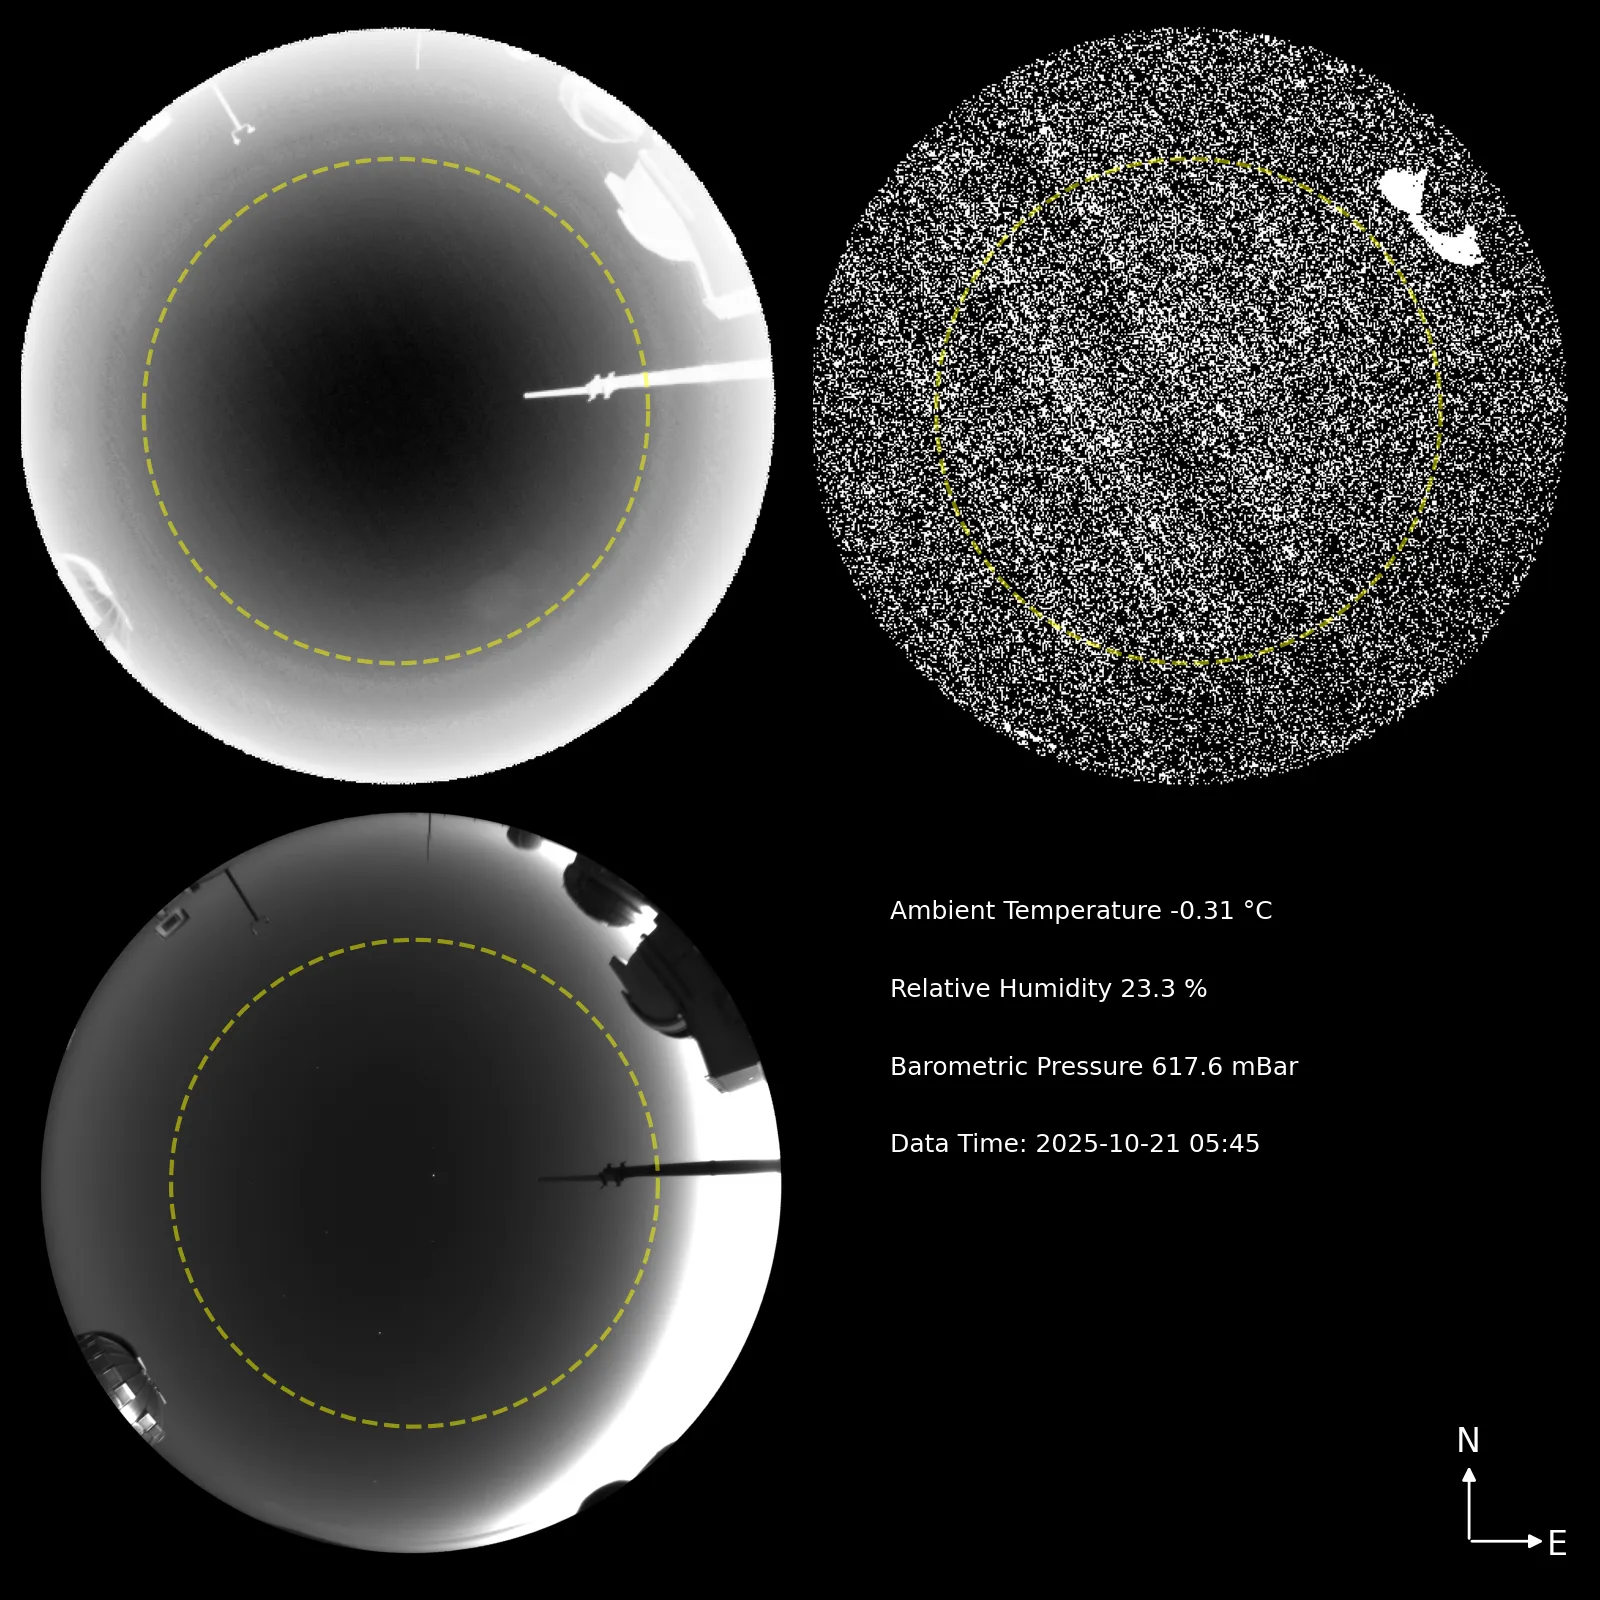 Ambient Temperature -0.31 °C
Relative Humidity 23.3 %
Barometric Pressure 617.6 mBar
Data Time: 2025-10-21 05:45
N
E